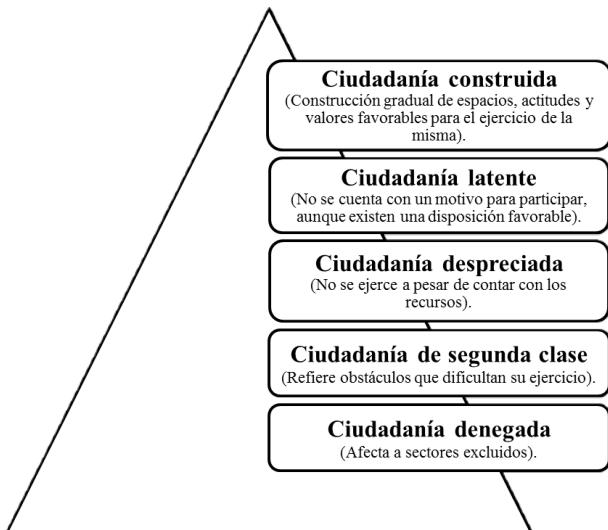 Ciudadanía construida
(Construcción gradual de espacios, actitudes y
valores favorables para el ejercicio de la
misma).
Ciudadanía latente
(No se cuenta con un motivo para participar,
aunque existen una disposición favorable).
Ciudadanía despreciada
(No se ejerce a pesar de contar con los
recursos).
Ciudadanía de segunda clase
(Refiere obstáculos que dificultan su ejercicio).
Ciudadanía denegada
(Afecta a sectores excluidos).